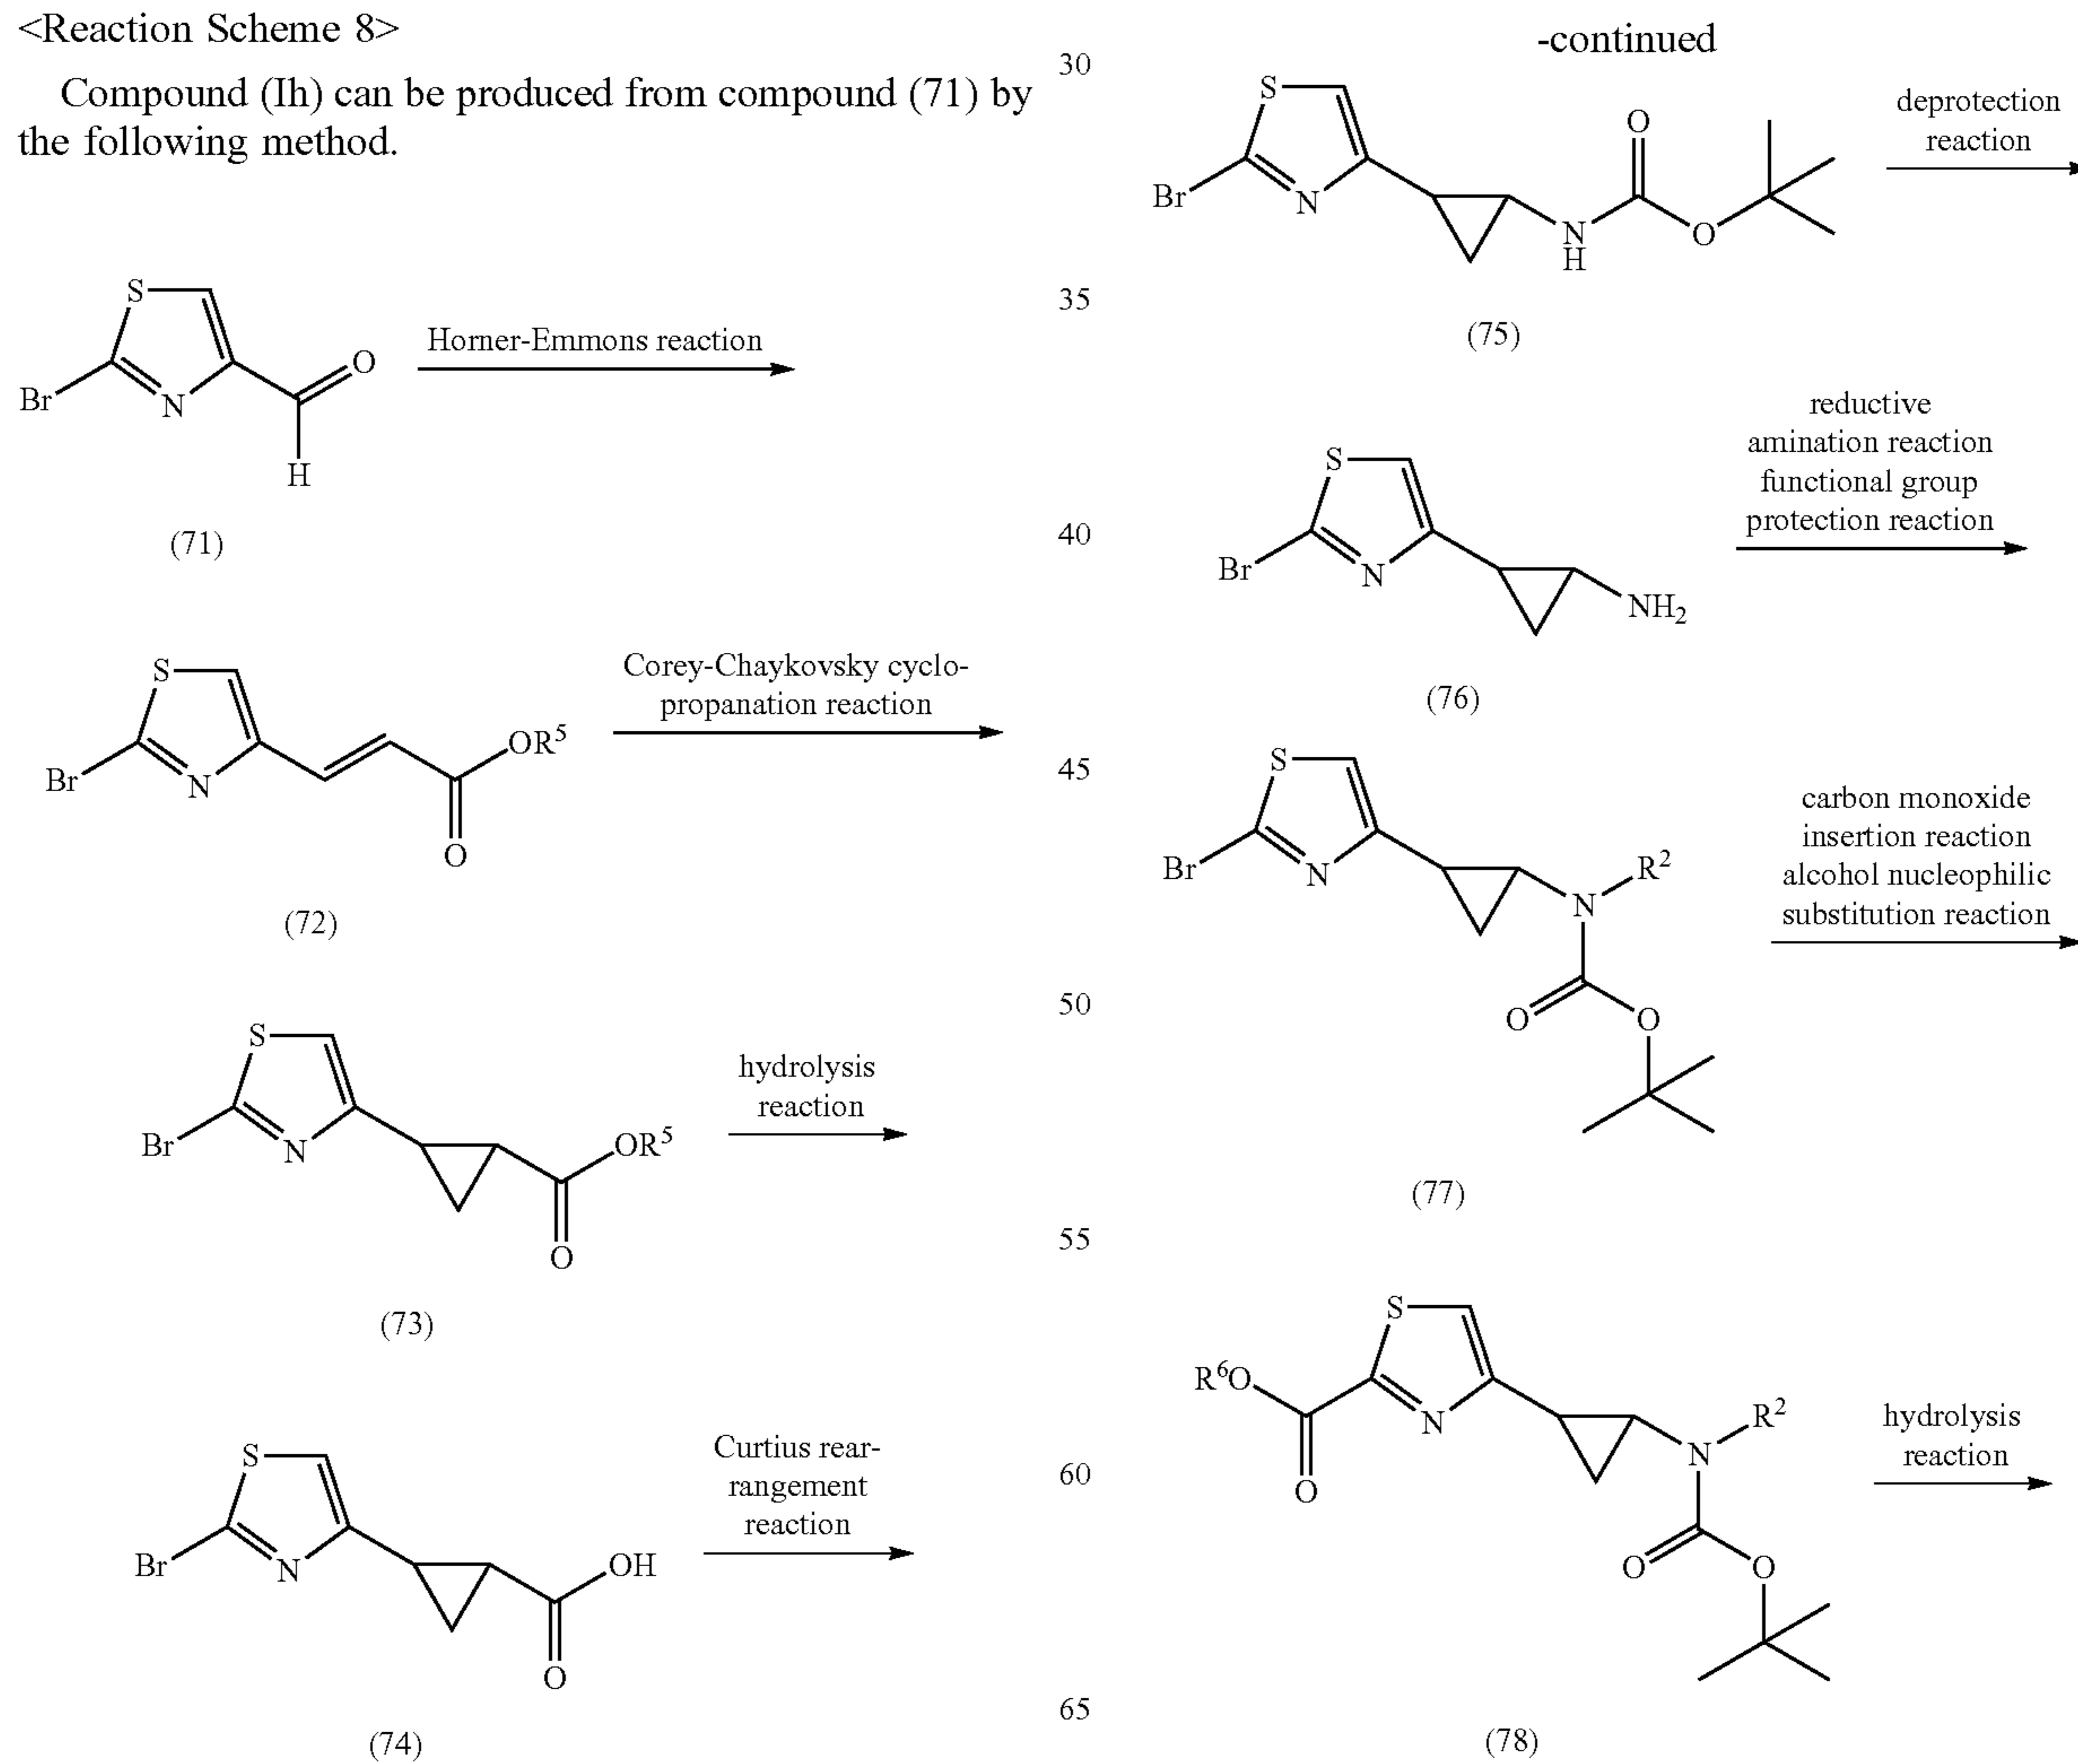 <Reaction Scheme 8>
Compound (Ih) can be produced from compound (71) by
the following method.
S
Br
N
O
H
Horner-Emmons reaction
(71)
S
Br
N
OR⁵
O
Corey-Chaykovsky cyclo-
propanation reaction
(72)
S
Br
N
OR⁵
O
hydrolysis
reaction
(73)
S
Br
N
OH
O
Curtius rear-
rangement
reaction
(74)
30
35
40
45
50
55
60
65
-continued
S
Br
N
N
H
O
O
deprotection
reaction
(75)
S
Br
N
NH₂
reductive
amination reaction
functional group
protection reaction
(76)
S
Br
N
N
R²
O
O
carbon monoxide
insertion reaction
alcohol nucleophilic
substitution reaction
(77)
S
R⁶O
O
N
N
R²
O
O
hydrolysis
reaction
(78)